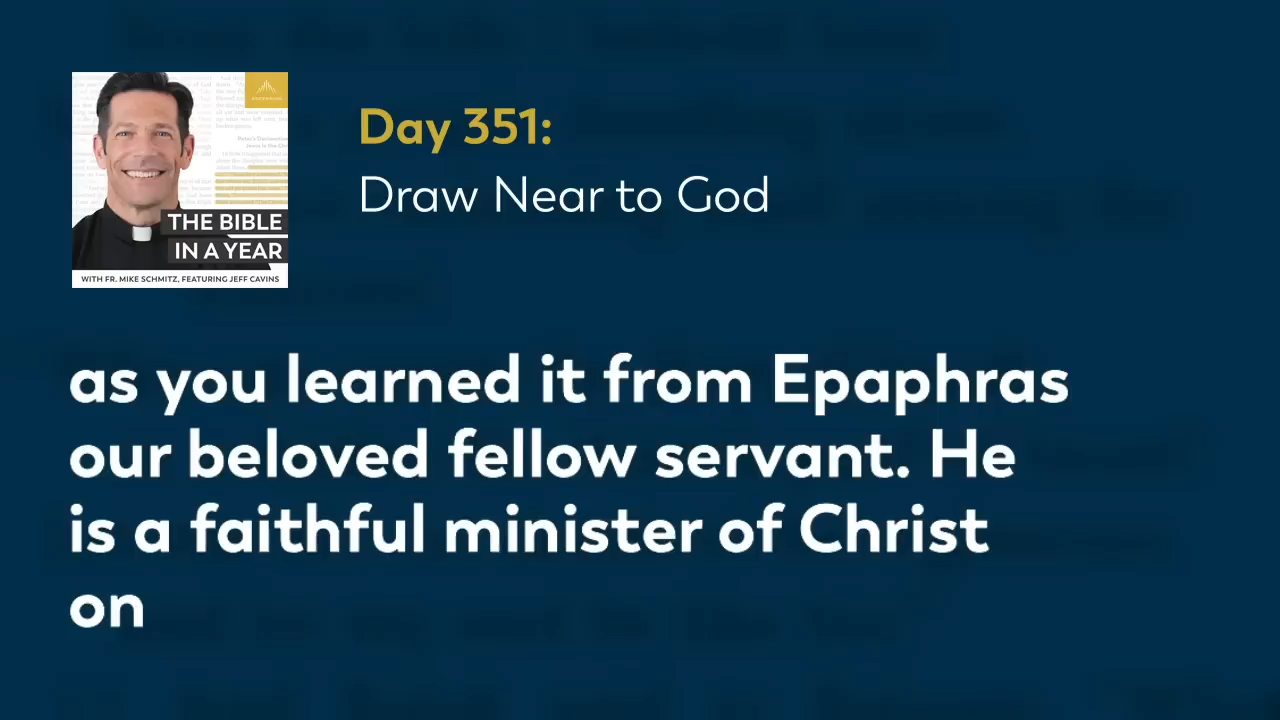 Day 351:
Draw Near to God
THE BIBLE
IN A YEAR
WITH FR. MIKE SCHMITZ, FEATURING JEFF CAVINS
as you learned it from Epaphras
our beloved fellow servant. He
is a faithful minister of Christ
on